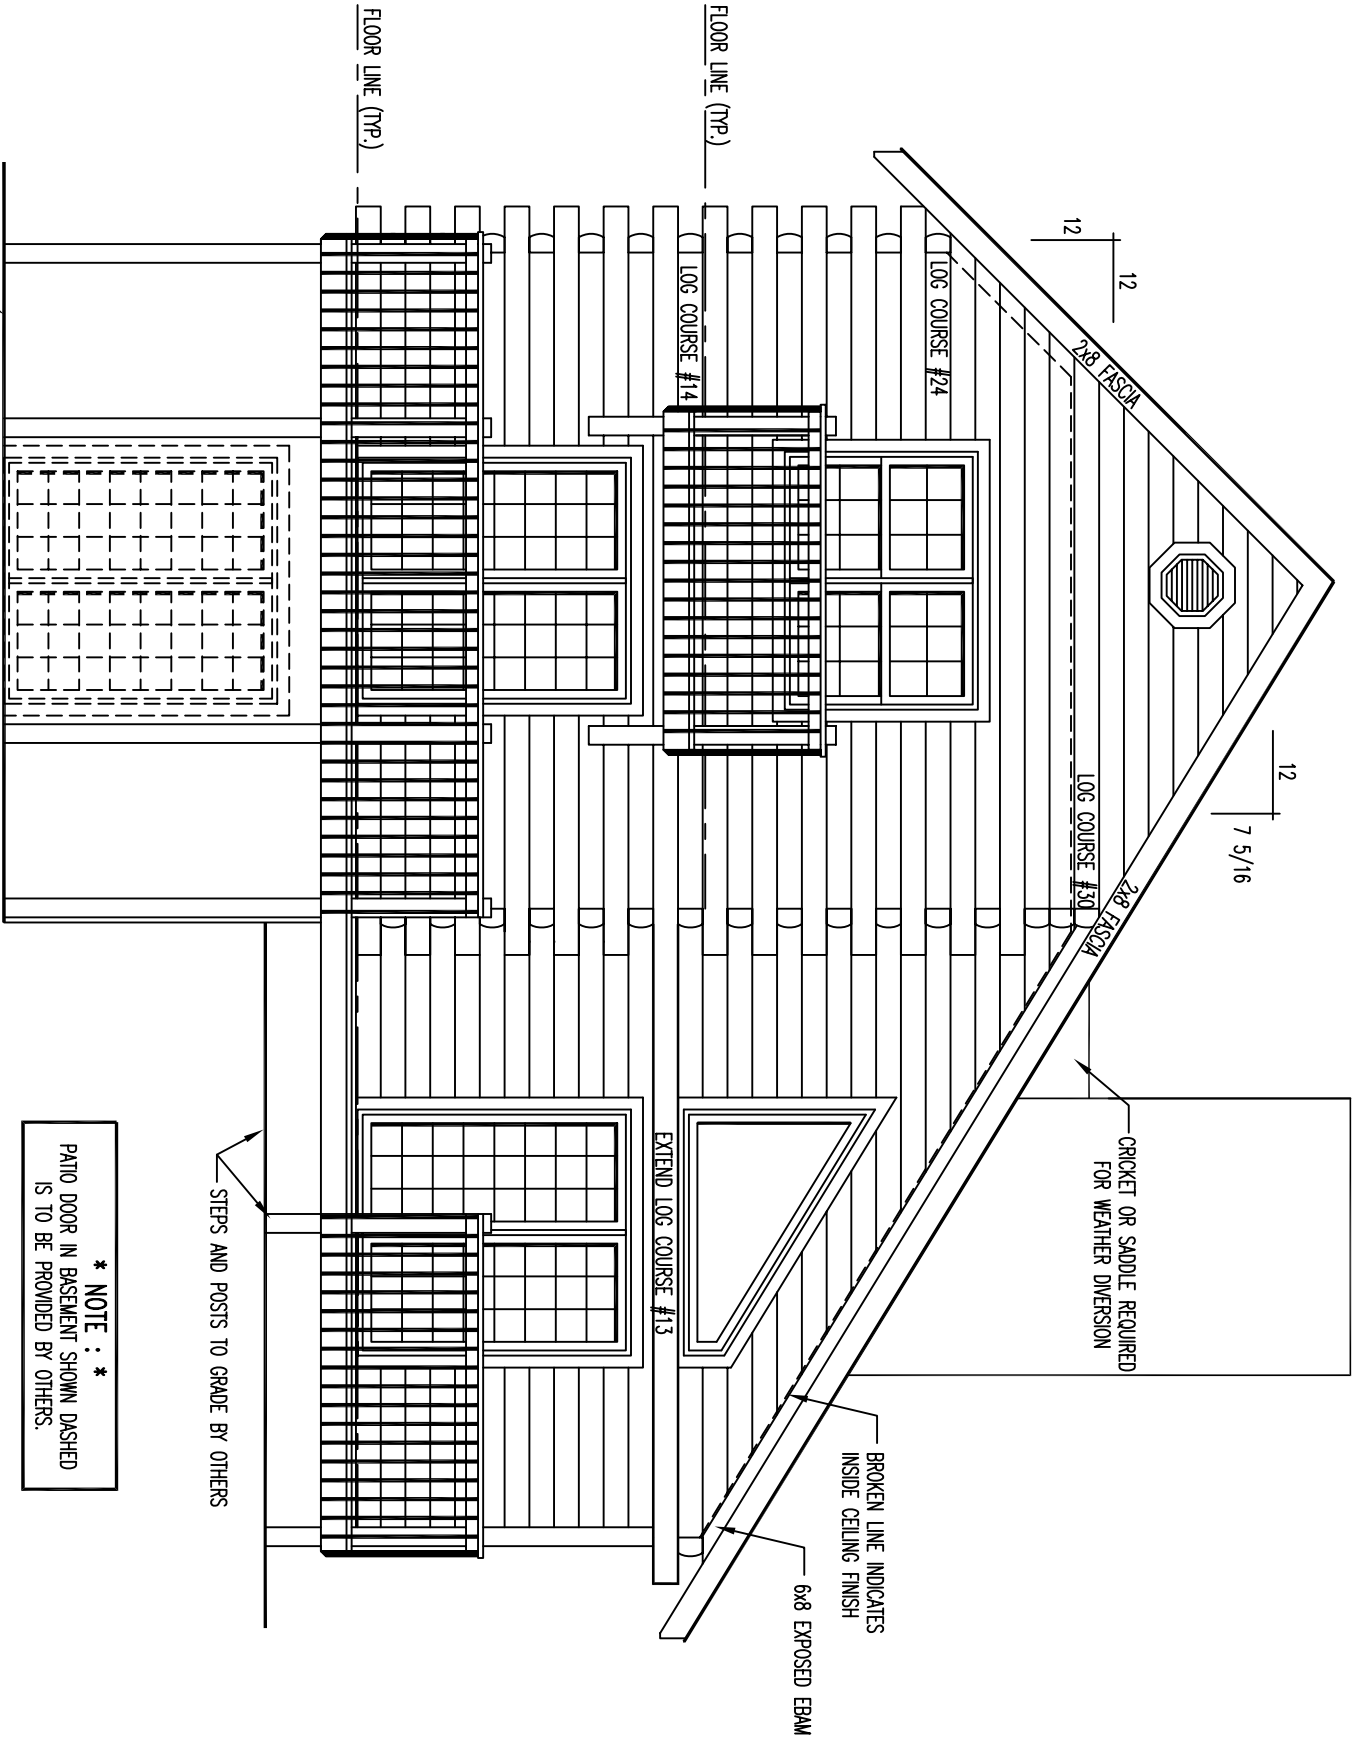 12
12
2x8 FASCIA
12
7 5/16
2x8 FASCIA
LOG COURSE #30
LOG COURSE #24
FLOOR LINE (TYP.)
LOG COURSE #14
CRICKET OR SADDLE REQUIRED
FOR WEATHER DIVERSION
BROKEN LINE INDICATES
INSIDE CEILING FINISH
6x8 EXPOSED EBAM
EXTEND LOG COURSE #13
FLOOR LINE (TYP.)
STEPS AND POSTS TO GRADE BY OTHERS
* NOTE : *
PATIO DOOR IN BASEMENT SHOWN DASHED
IS TO BE PROVIDED BY OTHERS.